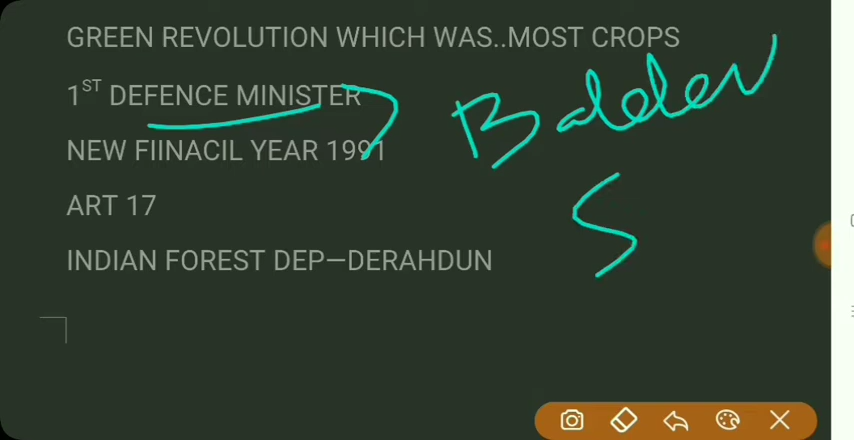 GREEN REVOLUTION WHICH WAS..MOST CROPS
1ST DEFENCE MINISTER
Baldev
S
NEW FIINACIL YEAR 1991
ART 17
INDIAN FOREST DEP—DERAHDUN